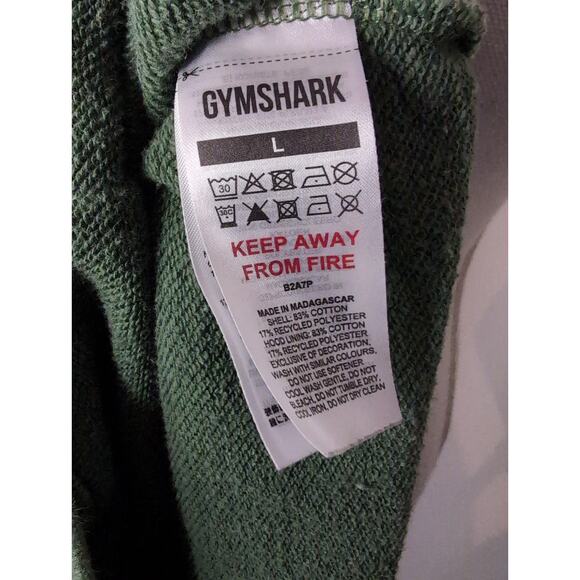 GYMSHARK
L
30
30C
KEEP AWAY
FROM FIRE
B2A7P
MADE IN MADAGASCAR
SHELL: 83% COTTON
17% RECYCLED POLYESTER
HOOD LINING: 83% COTTON
17% RECYCLED POLYESTER
EXCLUSIVE OF DECORATION.
WASH WITH SIMILAR COLOURS.
DO NOT USE SOFTENER
COOL WASH GENTLE, DO NOT
BLEACH, DO NOT TUMBLE DRY,
COOL IRON, DO NOT DRY CLEAN